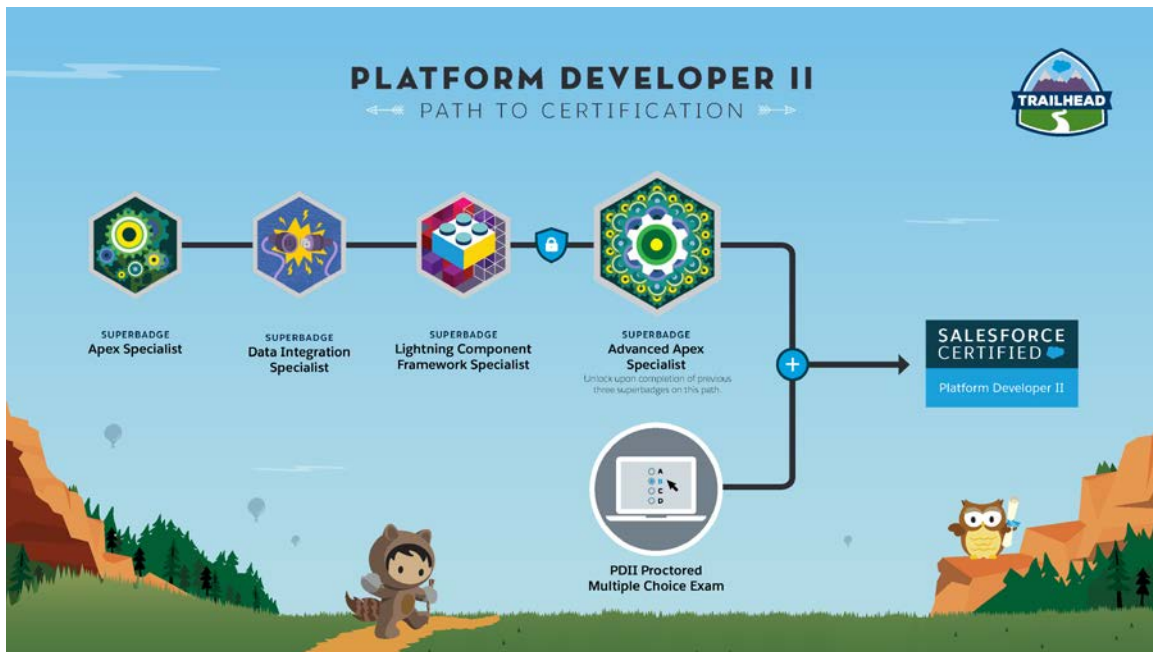 PLATFORM DEVELOPER II
PATH TO CERTIFICATION
TRAILHEAD
SUPERBADGE
Apex Specialist
SUPERBADGE
Data Integration
Specialist
SUPERBADGE
Lightning Component
Framework Specialist
SUPERBADGE
Advanced Apex
Specialist
Unlock upon completion of previous
three superbadges on this path.
SALESFORCE
CERTIFIED
Platform Developer II
A
B
C
D
PDII Proctored
Multiple Choice Exam